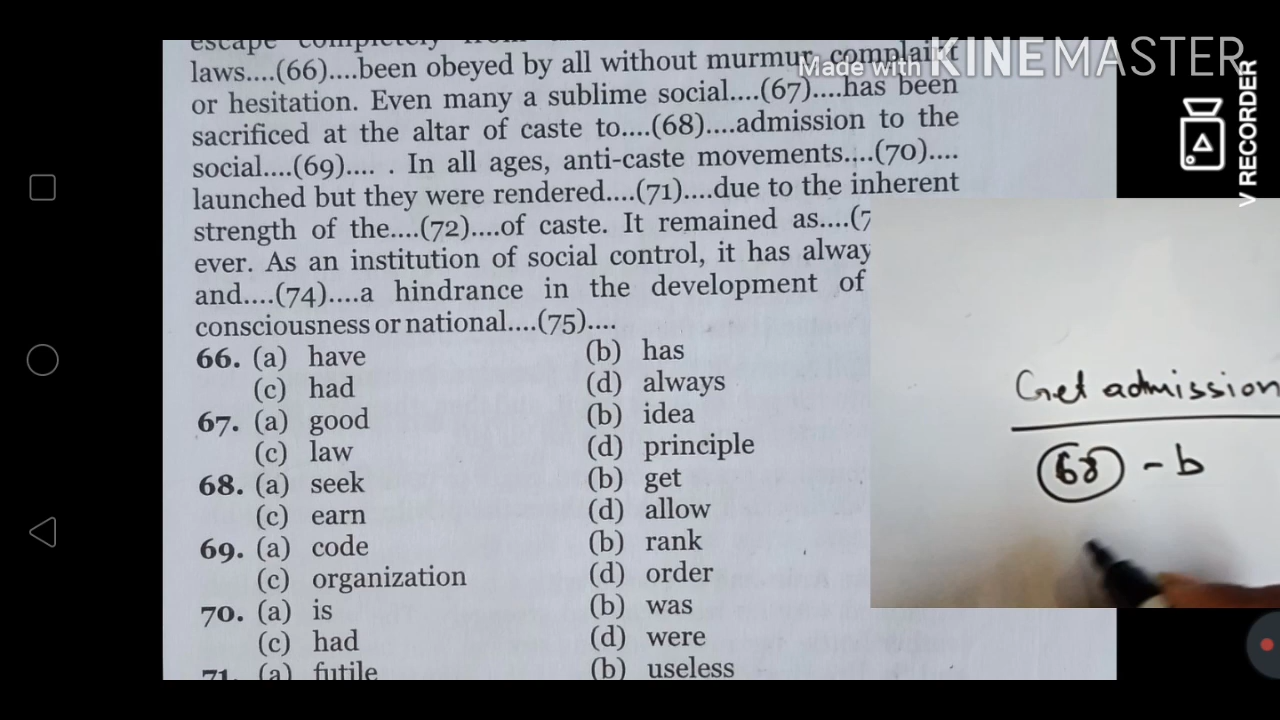 escape completely from
laws....(66)....been obeyed by all without murmur, complaint
or hesitation. Even many a sublime social....(67)....has been
sacrificed at the altar of caste to....(68)....admission to the
social....(69).... . In all ages, anti-caste movements....(70)....
launched but they were rendered....(71)....due to the inherent
strength of the....(72)....of caste. It remained as....(7
ever. As an institution of social control, it has alway
and....(74)....a hindrance in the development of
consciousness or national....(75)....
66. (a) have (b) has
(c) had (d) always
67. (a) good (b) idea
(c) law (d) principle
68. (a) seek (b) get
(c) earn (d) allow
69. (a) code (b) rank
(c) organization (d) order
70. (a) is (b) was
(c) had (d) were
71. (a) futile (b) useless
Made with KINEMASTER
V RECORDER
Get admission
68 - b